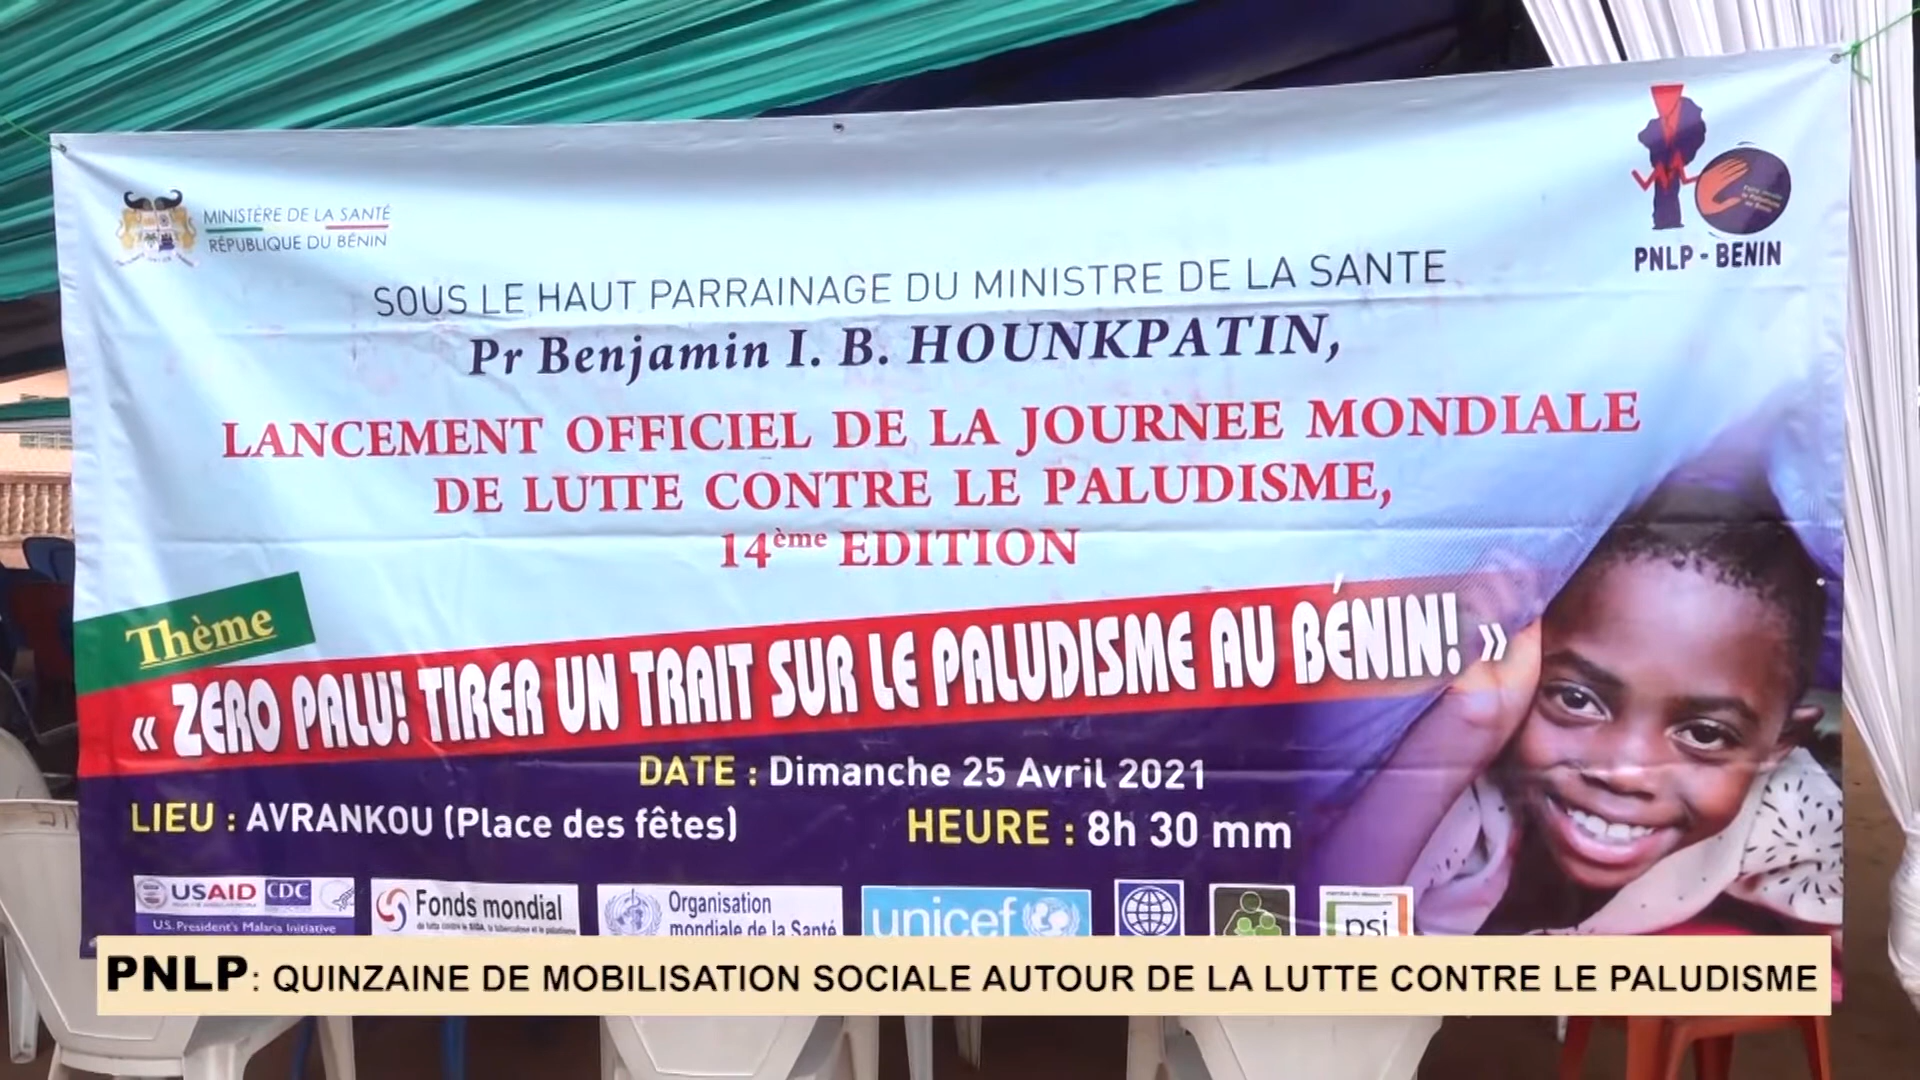 MINISTÈRE DE LA SANTÉ
RÉPUBLIQUE DU BÉNIN
PNLP - BENIN
SOUS LE HAUT PARRAINAGE DU MINISTRE DE LA SANTE
Pr Benjamin I. B. HOUNKPATIN,
LANCEMENT OFFICIEL DE LA JOURNEE MONDIALE
DE LUTTE CONTRE LE PALUDISME,
14ème EDITION
Thème
« ZERO PALU! TIRER UN TRAIT SUR LE PALUDISME AU BÉNIN! »
DATE : Dimanche 25 Avril 2021
LIEU : AVRANKOU (Place des fêtes)
HEURE : 8h 30 mm
USAID CDC
U.S. President's Malaria Initiative
Fonds mondial
Organisation
mondiale de la Santé
unicef
psi
PNLP: QUINZAINE DE MOBILISATION SOCIALE AUTOUR DE LA LUTTE CONTRE LE PALUDISME